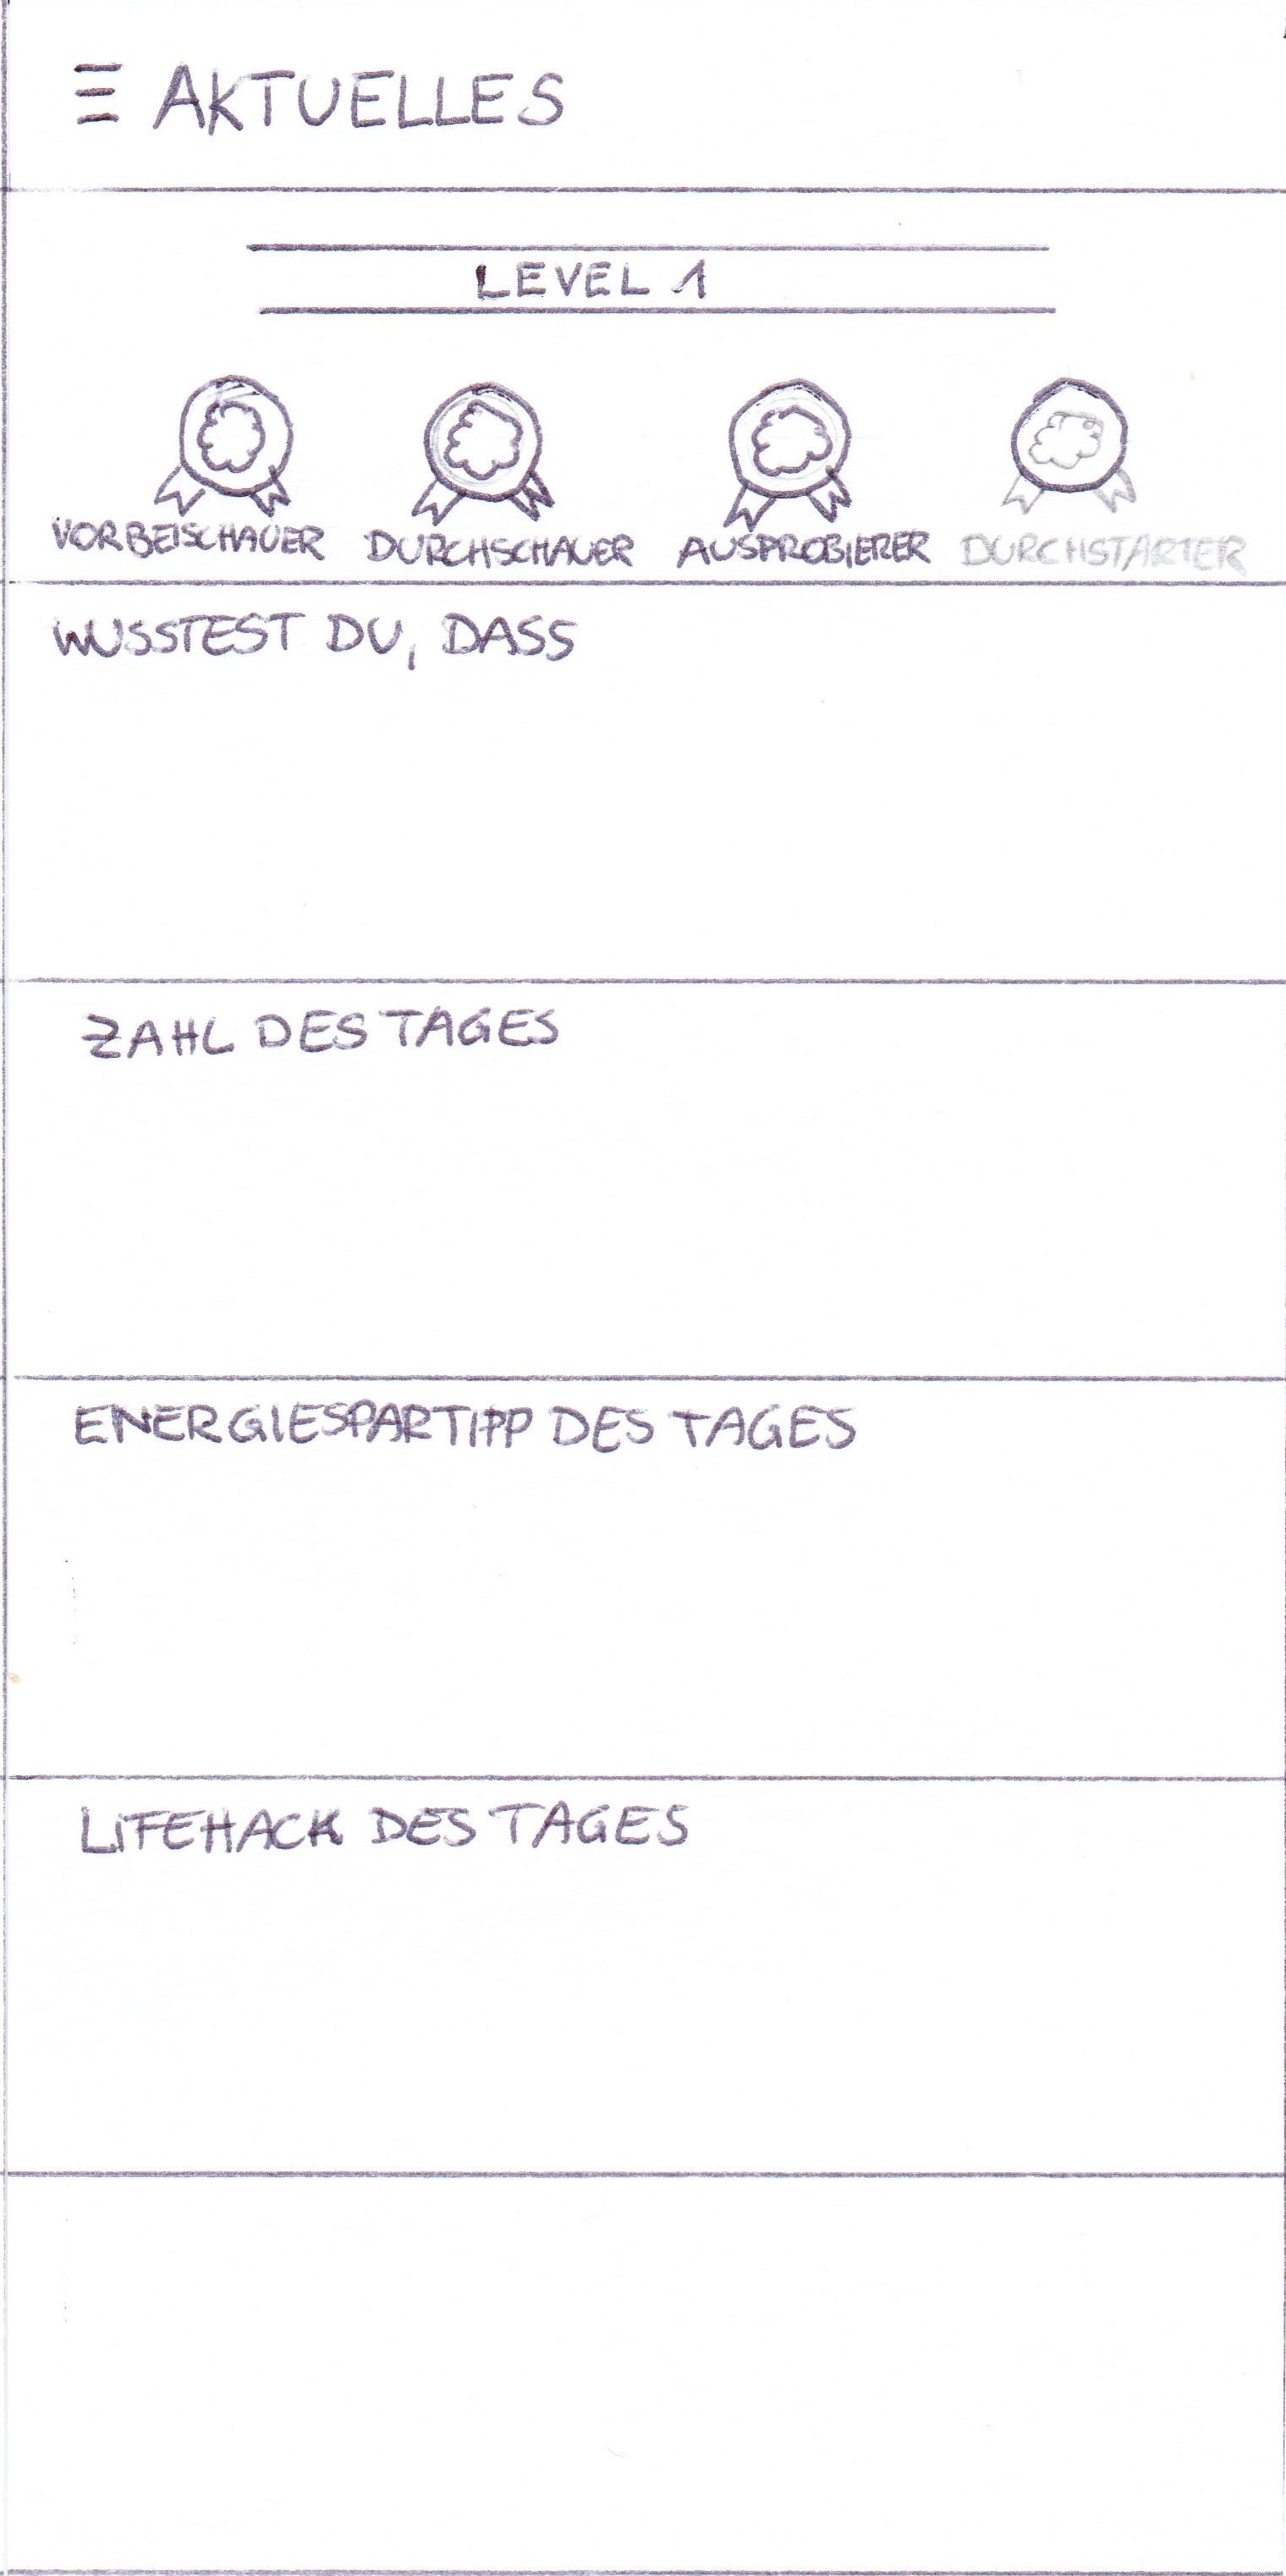 AKTUELLES
LEVEL 1
VORBEISCHAUER DURCHSCHAUER AUSPROBIERER DURCHSTARTER
WUSSTEST DU, DASS
ZAHL DES TAGES
ENERGIESPARTIPP DES TAGES
LIFEHACK DES TAGES